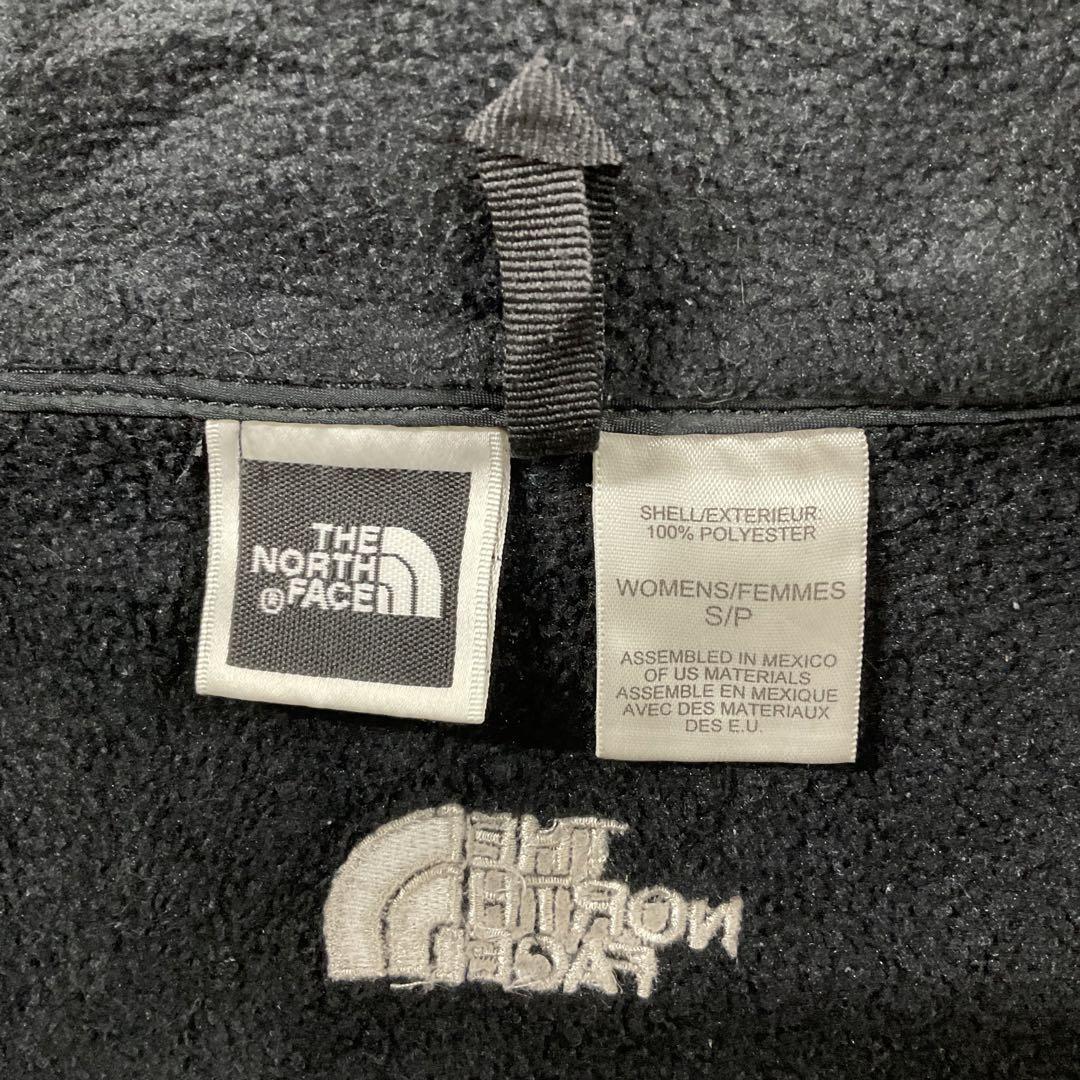 THE
NORTH
® FACE
SHELL/EXTERIEUR:
100% POLYESTER
WOMENS/FEMMES
S/P
ASSEMBLED IN MEXICO
OF US MATERIALS
ASSEMBLE EN MEXIQUE
AVEC DES MATERIAUX
DES E.U.
THE
NORTH
FACE